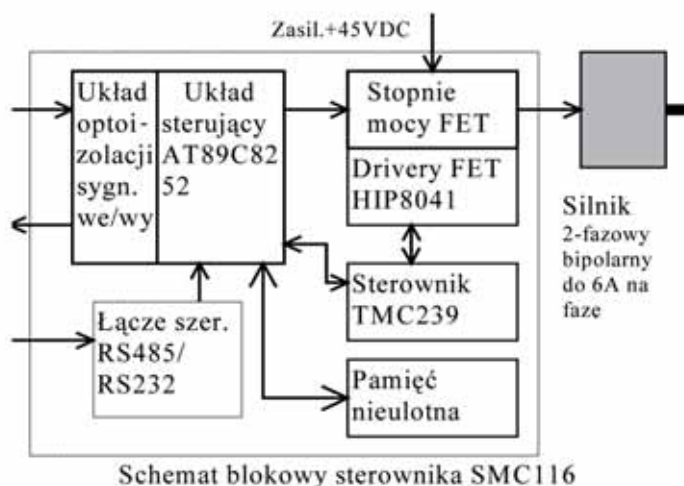 Zasil.+45VDC
Układ
optoi-
zolacji
sygn.
we/wy
Układ
sterujący
AT89C82
52
Stopnie
mocy FET
Drivery FET
HIP8041
Sterownik
TMC239
Pamięć
nieulotna
Łącze szer.
RS485/
RS232
Silnik
2-fazowy
bipolarny
do 6A na
fazę
Schemat blokowy sterownika SMC116